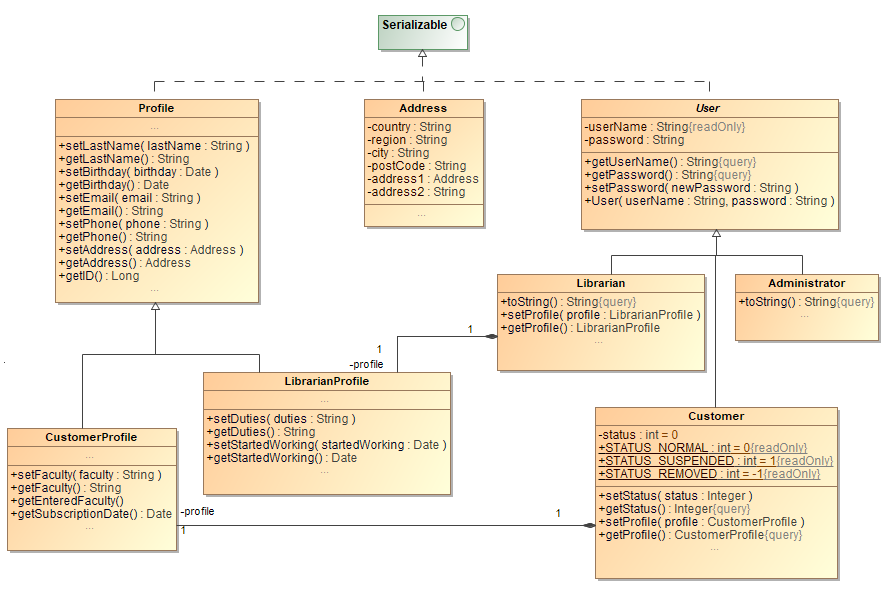 Serializable
Profile
...
+setLastName( lastName : String )
+getLastName() : String
+setBirthday( birthday : Date )
+getBirthday() : Date
+setEmail( email : String )
+getEmail() : String
+setPhone( phone : String )
+getPhone() : String
+setAddress( address : Address )
+getAddress() : Address
+getID() : Long
...
Address
-country : String
-region : String
-city : String
-postCode : String
-address1 : Address
-address2 : String
...
User
-userName : String{readOnly}
-password : String
+getUserName() : String{query}
+getPassword() : String{query}
+setPassword( newPassword : String )
+User( userName : String, password : String )
Librarian
+toString() : String{query}
+setProfile( profile : LibrarianProfile )
+getProfile() : LibrarianProfile
...
Administrator
+toString() : String{query}
...
1
1
-profile
LibrarianProfile
...
+setDuties( duties : String )
+getDuties() : String
+setStartedWorking( startedWorking : Date )
+getStartedWorking() : Date
...
CustomerProfile
...
+setFaculty( faculty : String )
+getFaculty() : String
+getEnteredFaculty()
+getSubscriptionDate() : Date
...
-profile
1
1
Customer
-status : int = 0
+STATUS_NORMAL : int = 0{readOnly}
+STATUS_SUSPENDED : int = 1{readOnly}
+STATUS_REMOVED : int = -1{readOnly}
+setStatus( status : Integer )
+getStatus() : Integer{query}
+setProfile( profile : CustomerProfile )
+getProfile() : CustomerProfile{query}
...